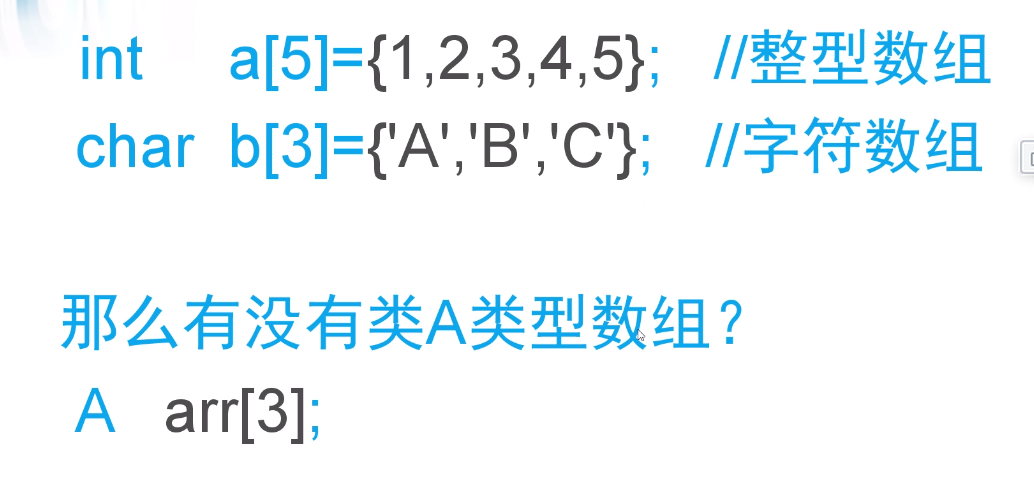 int a[5]={1,2,3,4,5}; //整型数组
char b[3]={'A','B','C'}; //字符数组
那么有没有类A类型数组？
A arr[3];